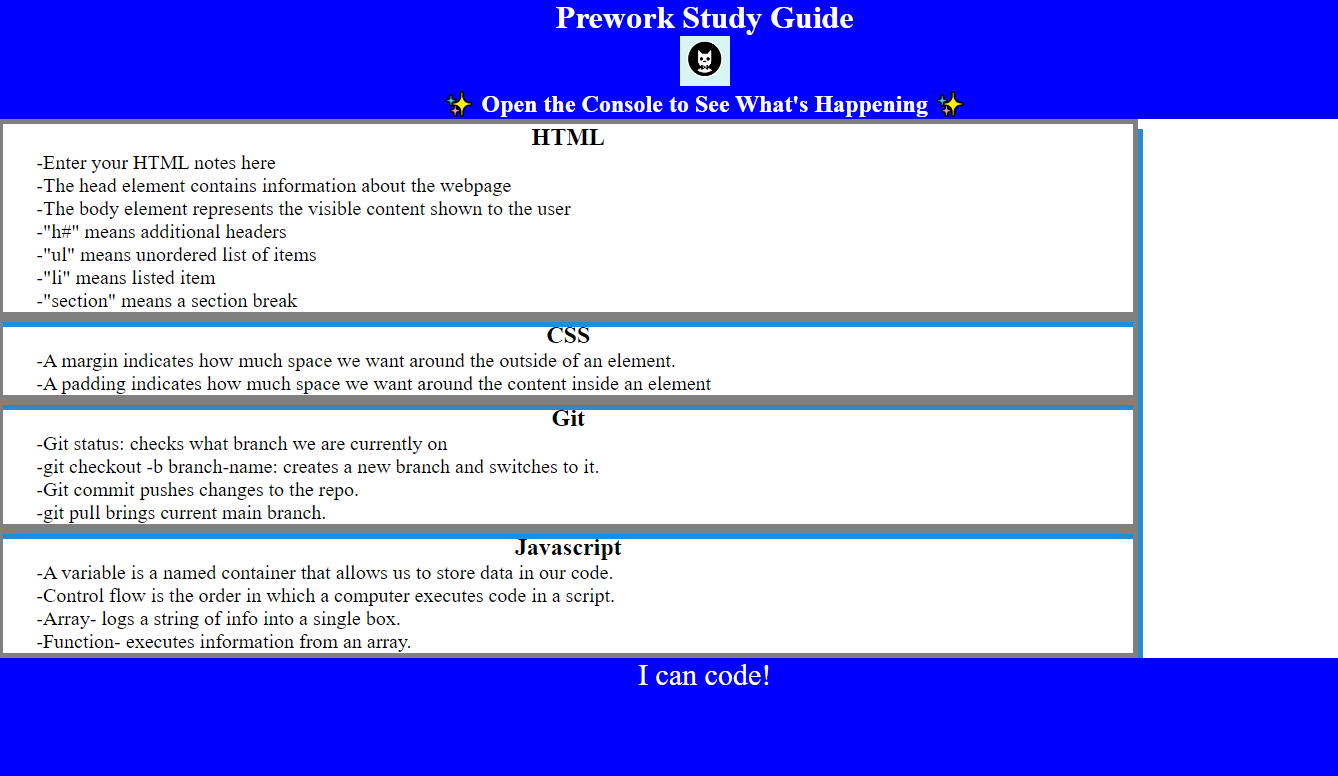 Prework Study Guide
✨ Open the Console to See What's Happening ✨
HTML
-Enter your HTML notes here
-The head element contains information about the webpage
-The body element represents the visible content shown to the user
-"h#" means additional headers
-"ul" means unordered list of items
-"li" means listed item
-"section" means a section break
CSS
-A margin indicates how much space we want around the outside of an element.
-A padding indicates how much space we want around the content inside an element
Git
-Git status: checks what branch we are currently on
-git checkout -b branch-name: creates a new branch and switches to it.
-Git commit pushes changes to the repo.
-git pull brings current main branch.
Javascript
-A variable is a named container that allows us to store data in our code.
-Control flow is the order in which a computer executes code in a script.
-Array- logs a string of info into a single box.
-Function- executes information from an array.
I can code!